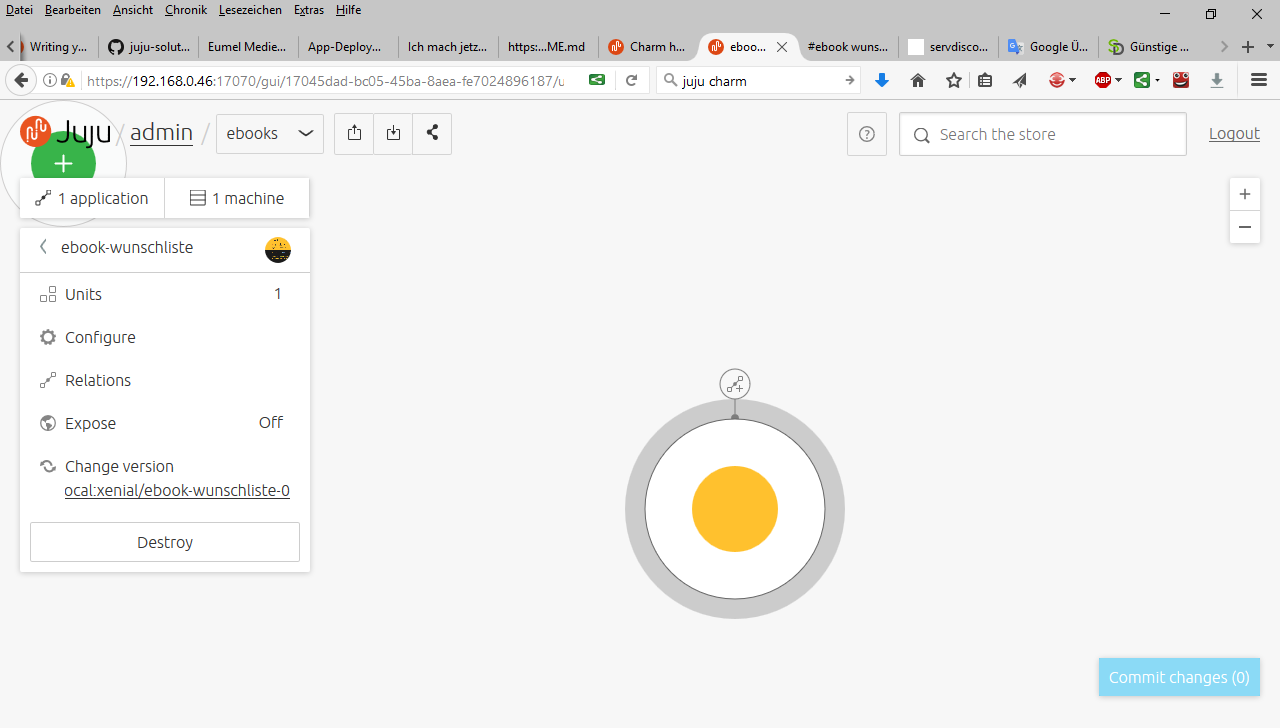 Datei Bearbeiten Ansicht Chronik Lesezeichen Extras Hilfe
Writing y... juju-solut... Eumel Medie... App-Deploy... Ich mach jetz... https:...ME.md Charm h... eboo... #ebook wuns... servdisco... Google Ü... Günstige ...
https://192.168.0.46:17070/gui/17045dad-bc05-45ba-8aea-fe7024896187/u juju charm ABP
Juju / admin / ebooks Search the store Logout
1 application 1 machine
ebook-wunschliste
Units 1
Configure
Relations
Expose Off
Change version
ocal:xenial/ebook-wunschliste-0
Destroy
Commit changes (0)